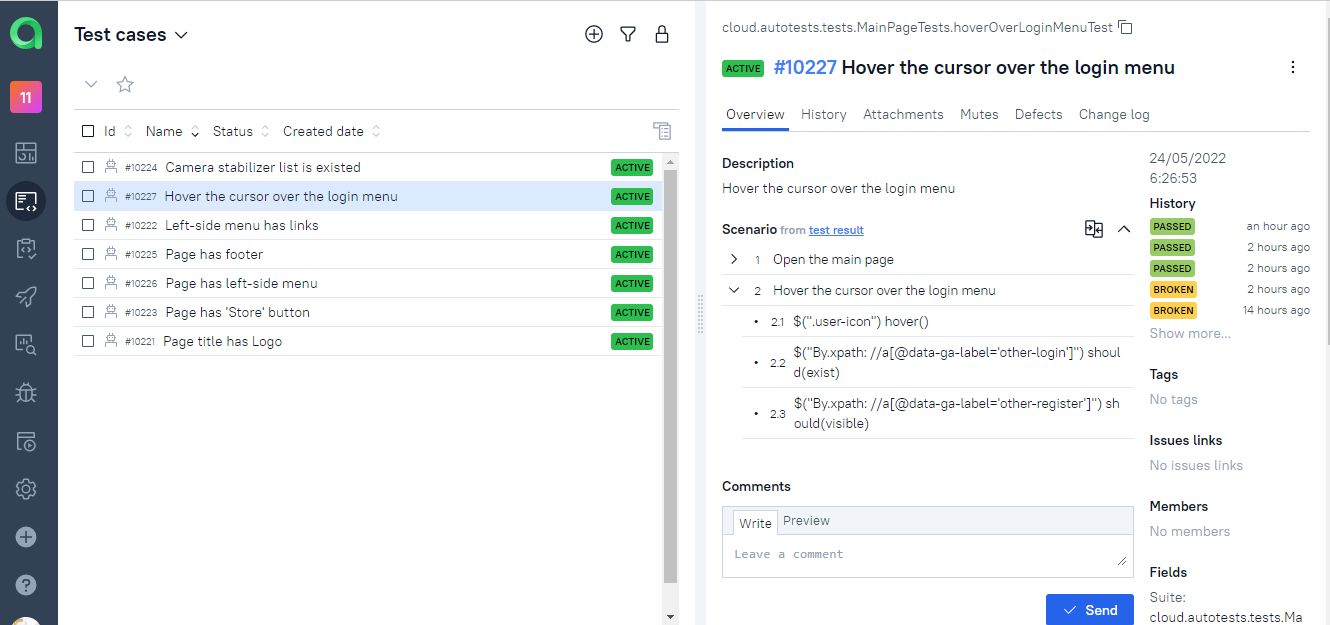 Test cases
11
Id Name Status Created date
#10224 Camera stabilizer list is existed ACTIVE
#10227 Hover the cursor over the login menu ACTIVE
#10222 Left-side menu has links ACTIVE
#10225 Page has footer ACTIVE
#10226 Page has left-side menu ACTIVE
#10223 Page has 'Store' button ACTIVE
#10221 Page title has Logo ACTIVE
cloud.autotests.tests.MainPageTests.hoverOverLoginMenuTest
ACTIVE #10227 Hover the cursor over the login menu
Overview History Attachments Mutes Defects Change log
Description
Hover the cursor over the login menu
Scenario from test result
1 Open the main page
2 Hover the cursor over the login menu
• 2.1 $(".user-icon") hover()
• 2.2 $("By.xpath: //a[@data-ga-label='other-login']") shoul
d(exist)
• 2.3 $("By.xpath: //a[@data-ga-label='other-register']") sh
ould(visible)
Comments
Write Preview
Leave a comment
Send
24/05/2022
6:26:53
History
PASSED an hour ago
PASSED 2 hours ago
PASSED 2 hours ago
BROKEN 2 hours ago
BROKEN 14 hours ago
Show more...
Tags
No tags
Issues links
No issues links
Members
No members
Fields
Suite:
cloud.autotests.tests.Ma